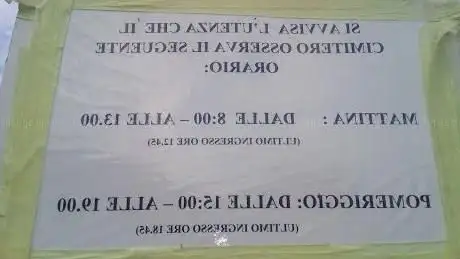 SI AVVISA L'UTENZA CHE IL
CIMITERO OSSERVA IL SEGUENTE
ORARIO:
MATTINA : DALLE 8:00 – ALLE 13.00
(ULTIMO INGRESSO ORE 12.45)
POMERIGGIO: DALLE 15:00 – ALLE 19.00
(ULTIMO INGRESSO ORE 18.45)